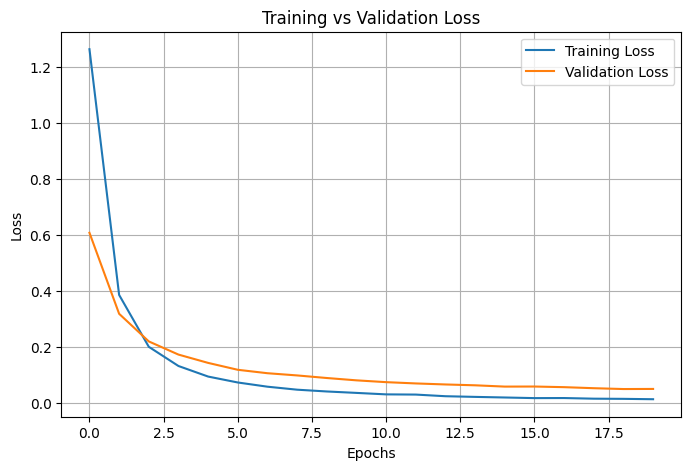 Training vs Validation Loss
Training Loss
Validation Loss
1.2
1.0
0.8
0.6
0.4
0.2
0.0
Loss
0.0 2.5 5.0 7.5 10.0 12.5 15.0 17.5
Epochs